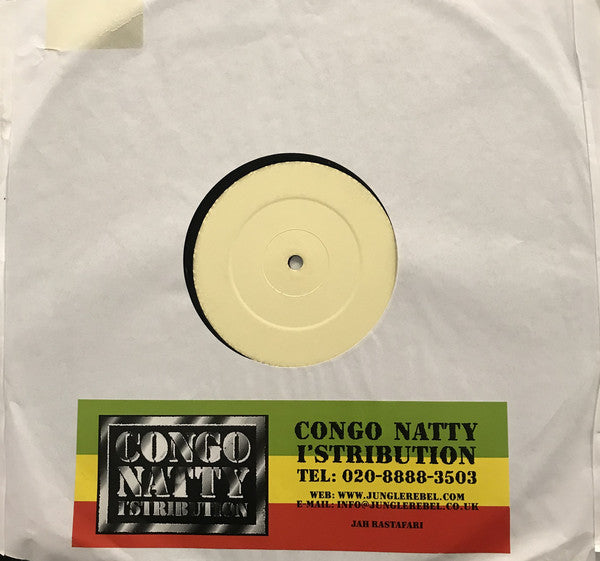 CONGO
NATTY
I'STRIBUTION
CONGO NATTY
I'STRIBUTION
TEL: 020-8888-3503
WEB: WWW.JUNGLEREBEL.COM
E-MAIL: INFO@JUNGLEREBEL.CO.UK
JAH RASTAFARI